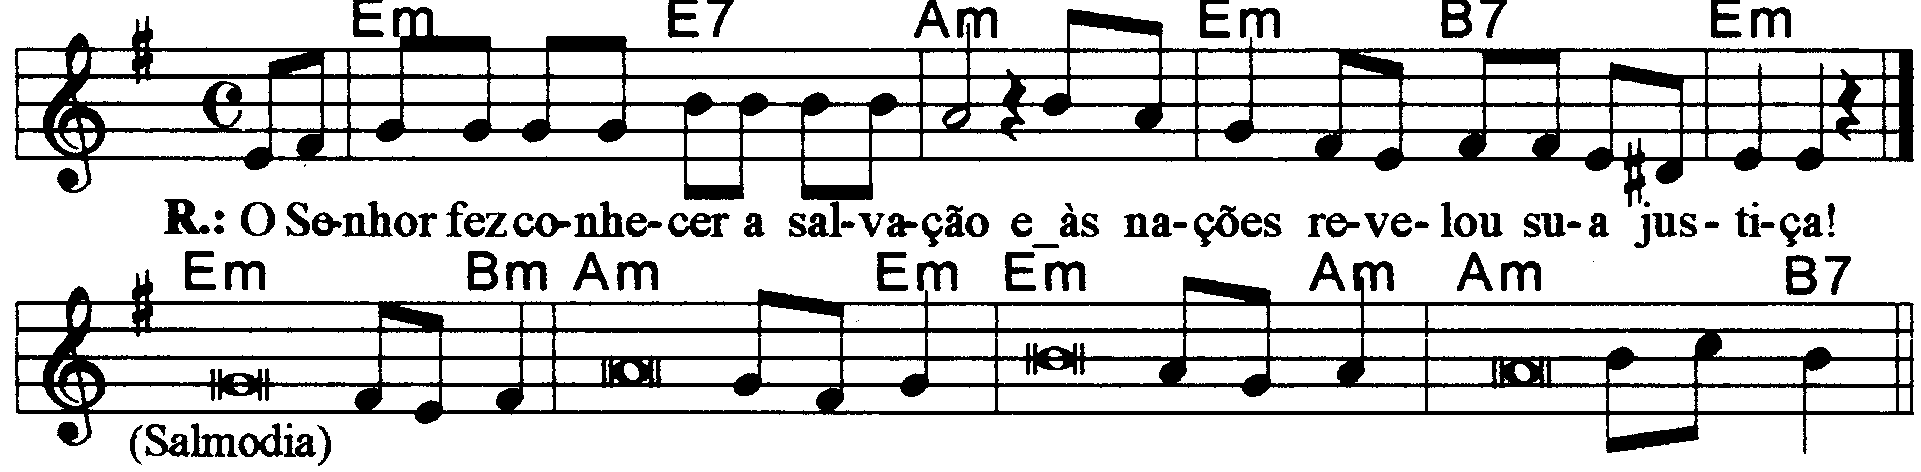 Em E7 Am Em B7 Em
R.: O Se-nhor fez co-nhe-cer a sal-va-ção e_às na-ções re-ve-lou su-a jus-ti-ça!
Em Bm Am Em Em Am Am B7
(Salmodia)